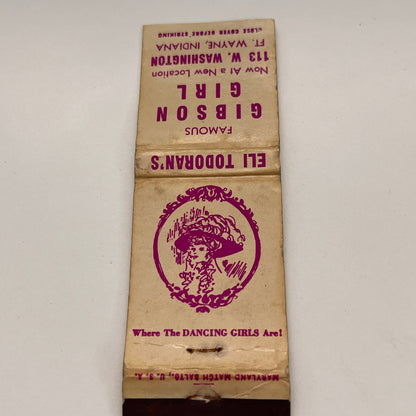 Where The DANCING GIRLS Are!
MARYLAND MATCH BALTO., U. S. A.
ELI TODORAN'S
FAMOUS
GIBSON
GIRL
Now At a New Location
113 W. WASHINGTON
FT. WAYNE, INDIANA
CLOSE COVER BEFORE STRIKING